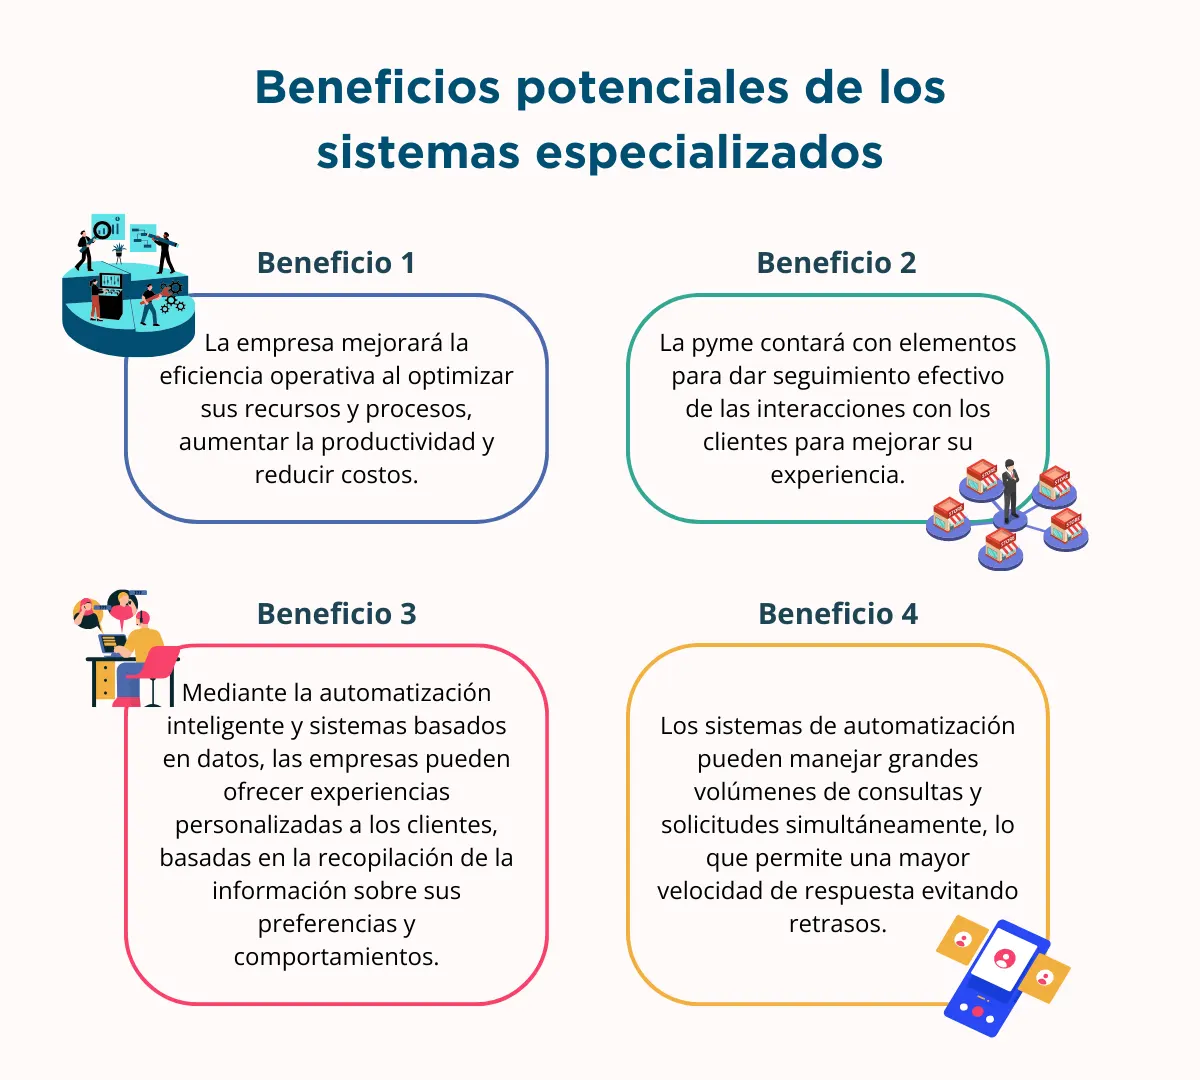 Beneficios potenciales de los
sistemas especializados
Beneficio 1
La empresa mejorará la
eficiencia operativa al optimizar
sus recursos y procesos,
aumentar la productividad y
reducir costos.
Beneficio 2
La pyme contará con elementos
para dar seguimiento efectivo
de las interacciones con los
clientes para mejorar su
experiencia.
STORE
STORE
STORE
STORE
STORE
Beneficio 3
Mediante la automatización
inteligente y sistemas basados
en datos, las empresas pueden
ofrecer experiencias
personalizadas a los clientes,
basadas en la recopilación de la
información sobre sus
preferencias y
comportamientos.
Beneficio 4
Los sistemas de automatización
pueden manejar grandes
volúmenes de consultas y
solicitudes simultáneamente, lo
que permite una mayor
velocidad de respuesta evitando
retrasos.